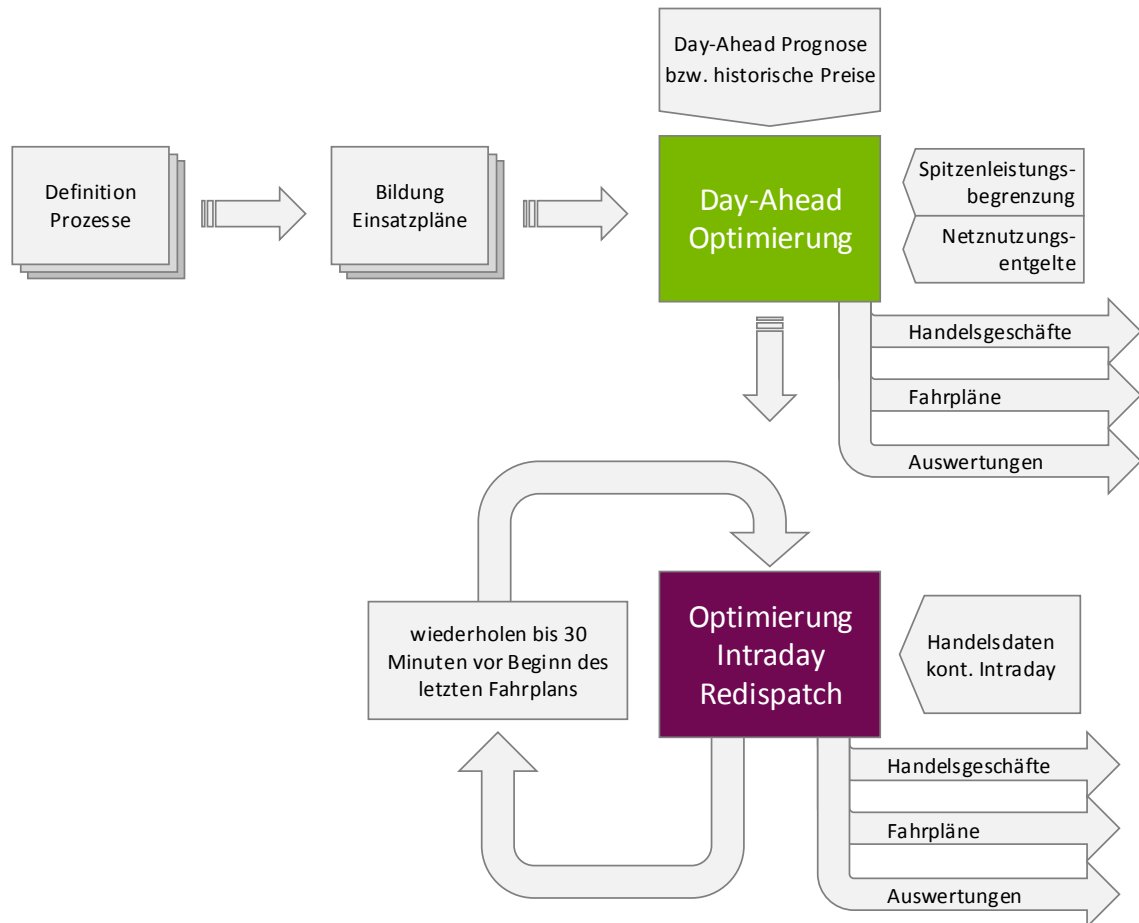 Day-Ahead Prognose
bzw. historische Preise
Definition
Prozesse
Bildung
Einsatzpläne
Day-Ahead
Optimierung
Spitzenleistungs-
begrenzung
Netznutzungs-
entgelte
Handelsgeschäfte
Fahrpläne
Auswertungen
wiederholen bis 30
Minuten vor Beginn des
letzten Fahrplans
Optimierung
Intraday
Redispatch
Handelsdaten
kont. Intraday
Handelsgeschäfte
Fahrpläne
Auswertungen